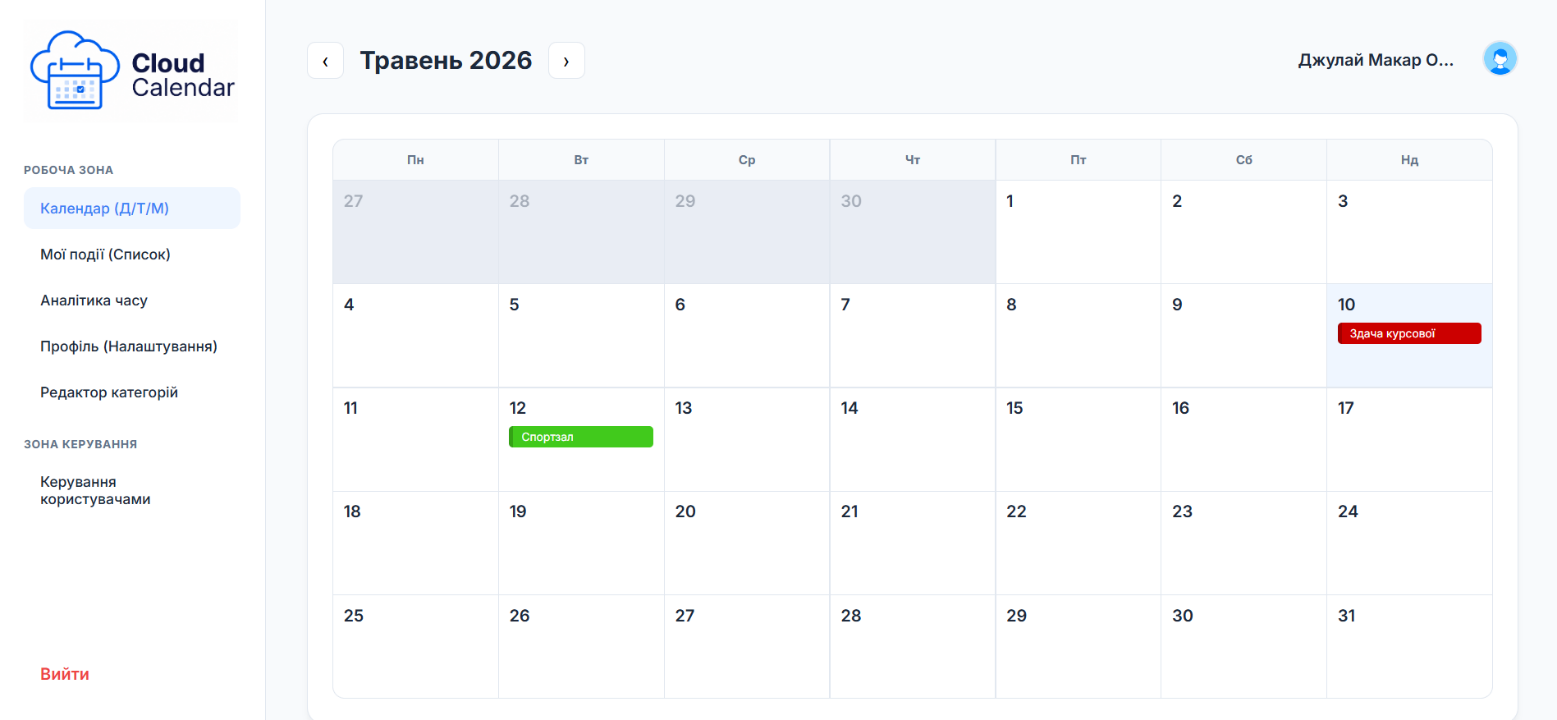 Cloud
Calendar
РОБОЧА ЗОНА
Календар (Д/Т/М)
Мої події (Список)
Аналітика часу
Профіль (Налаштування)
Редактор категорій
ЗОНА КЕРУВАННЯ
Керування
користувачами
Вийти
‹ Травень 2026 ›
Джулай Макар О...
Пн Вт Ср Чт Пт Сб Нд
27 28 29 30 1 2 3
4 5 6 7 8 9 10
Здача курсової
11 12 13 14 15 16 17
Спортзал
18 19 20 21 22 23 24
25 26 27 28 29 30 31